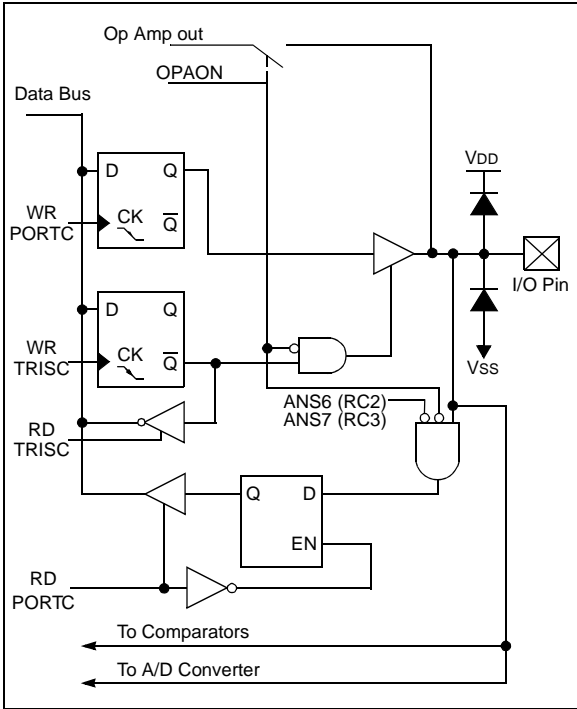 Op Amp out
OPAON
Data Bus
VDD
D Q
CK Q
WR
PORTC
I/O Pin
D Q
WR
TRISC
CK Q
VSS
ANS6 (RC2)
ANS7 (RC3)
RD
TRISC
Q D
EN
RD
PORTC
To Comparators
To A/D Converter